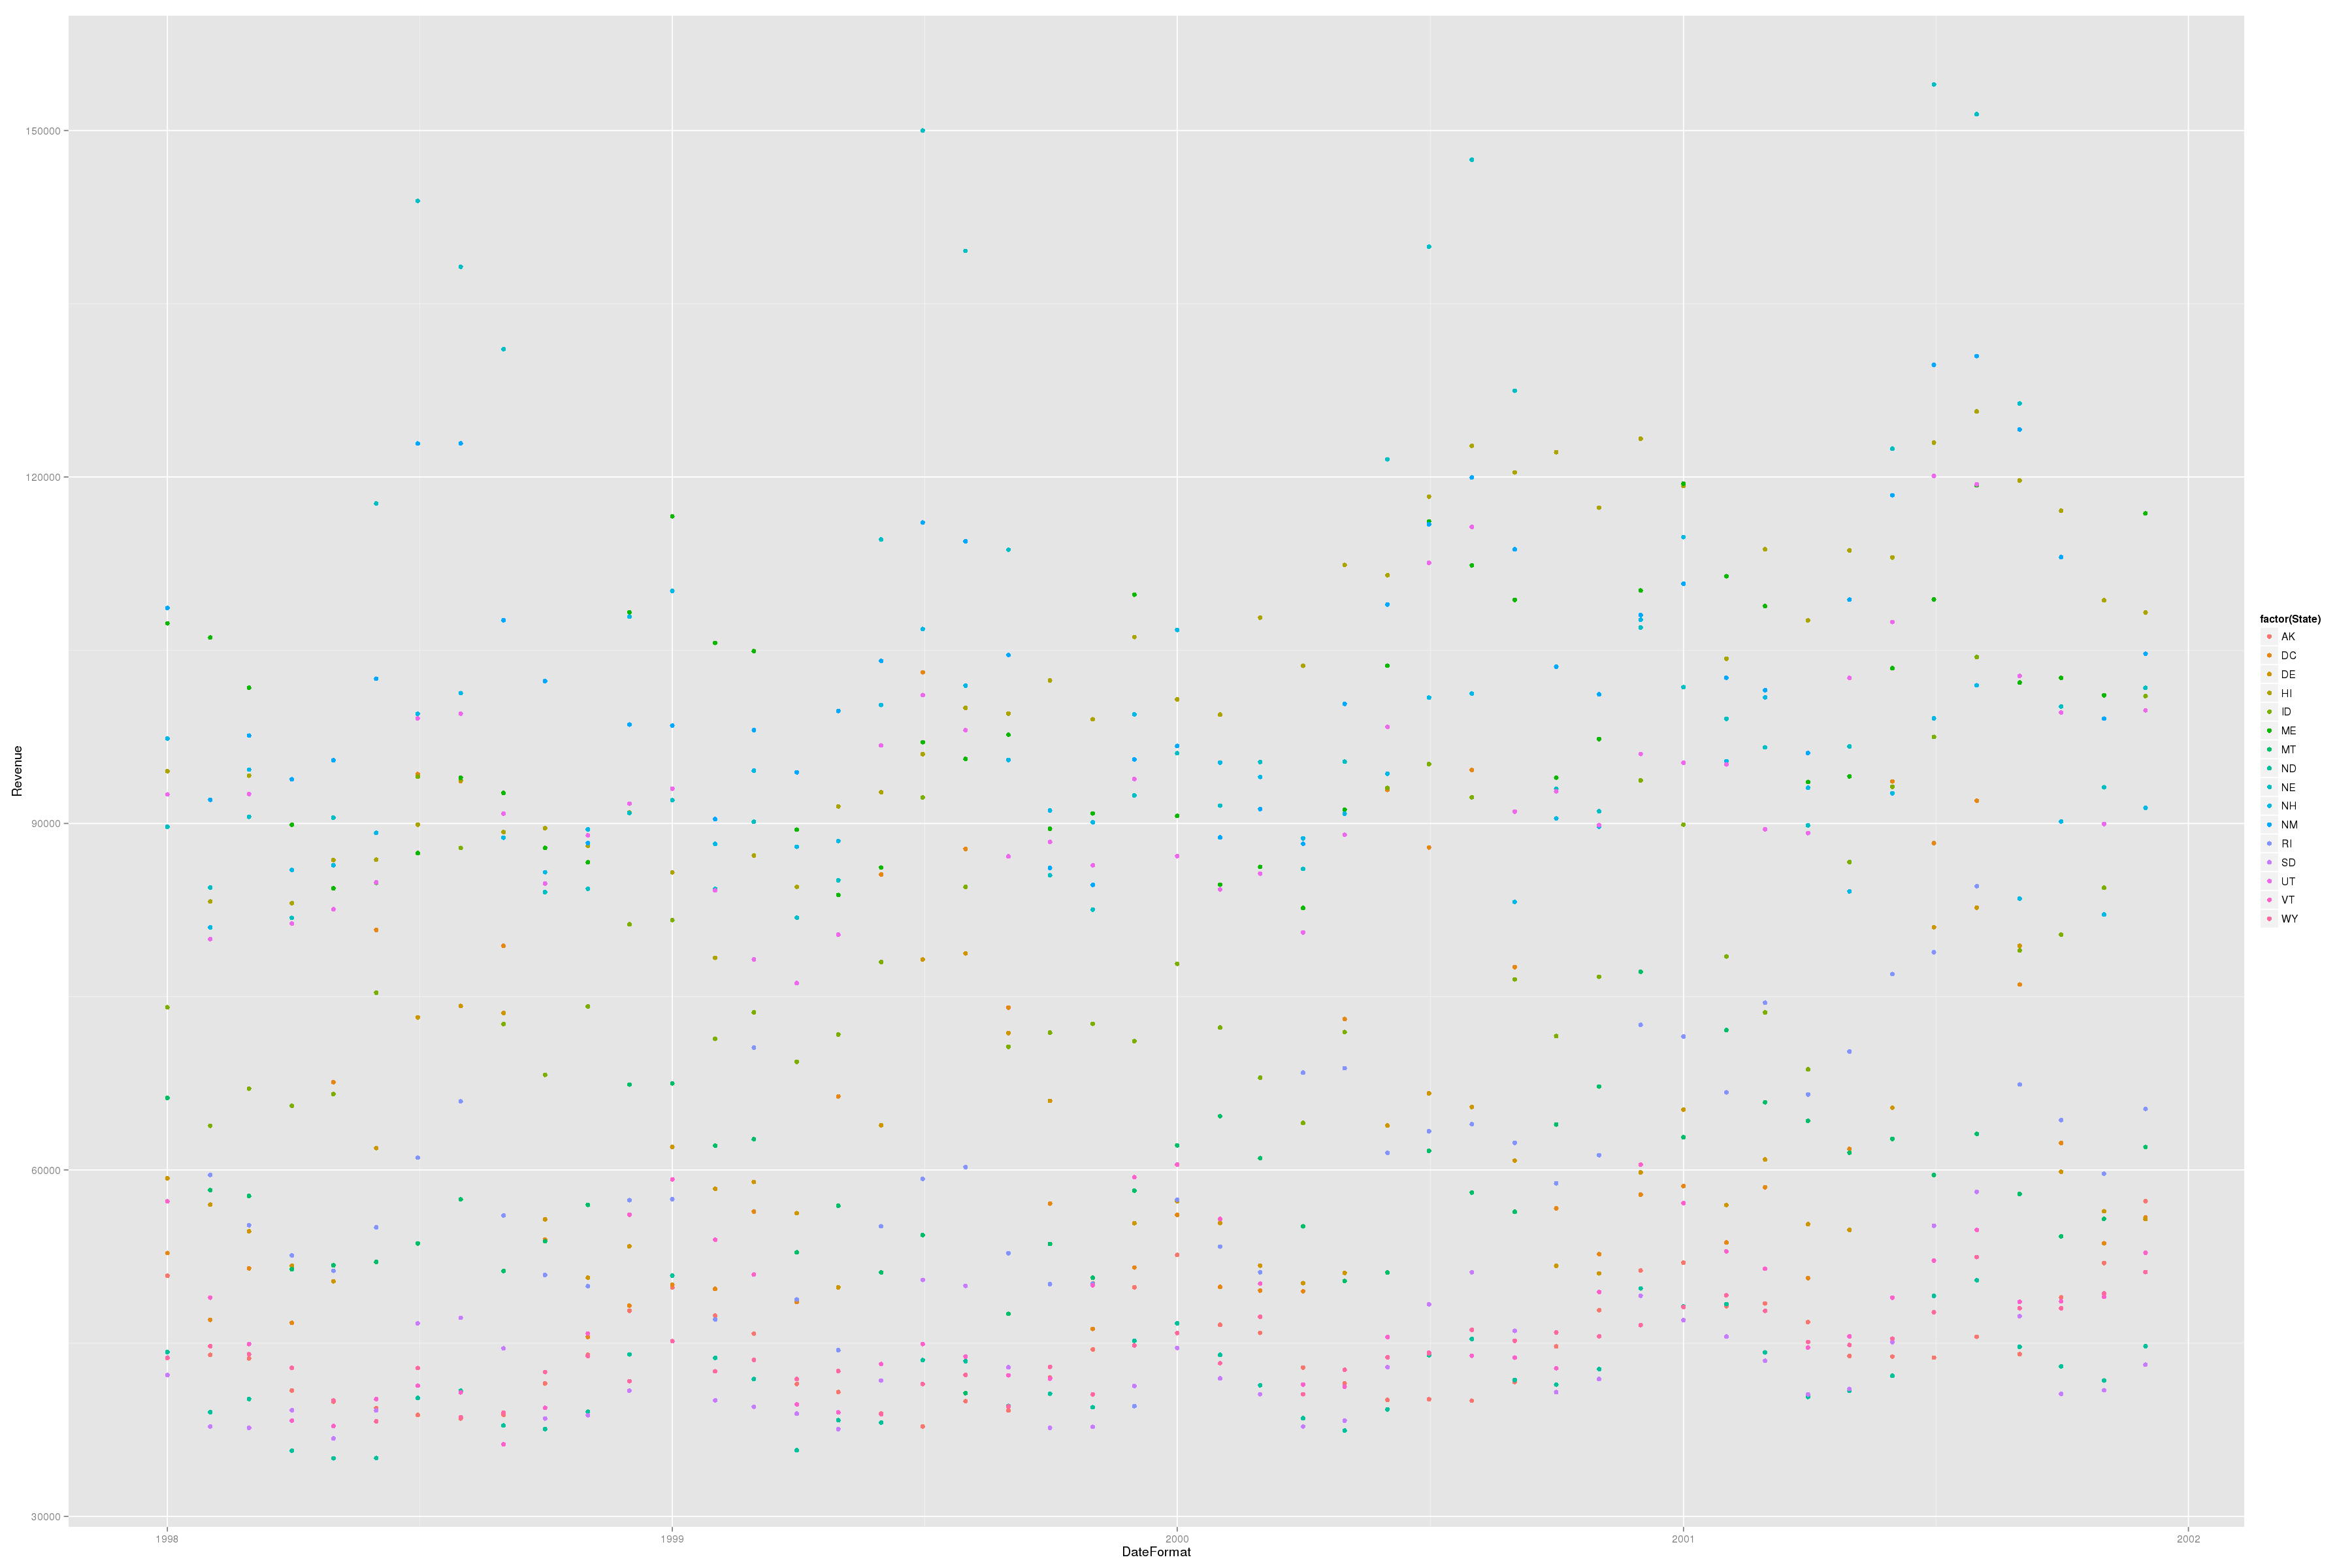 150000
120000
90000
60000
30000
Revenue
1998
1999
2000
2001
2002
DateFormat
factor(State)
AK
DC
DE
HI
ID
ME
MT
ND
NE
NH
NM
RI
SD
UT
VT
WY